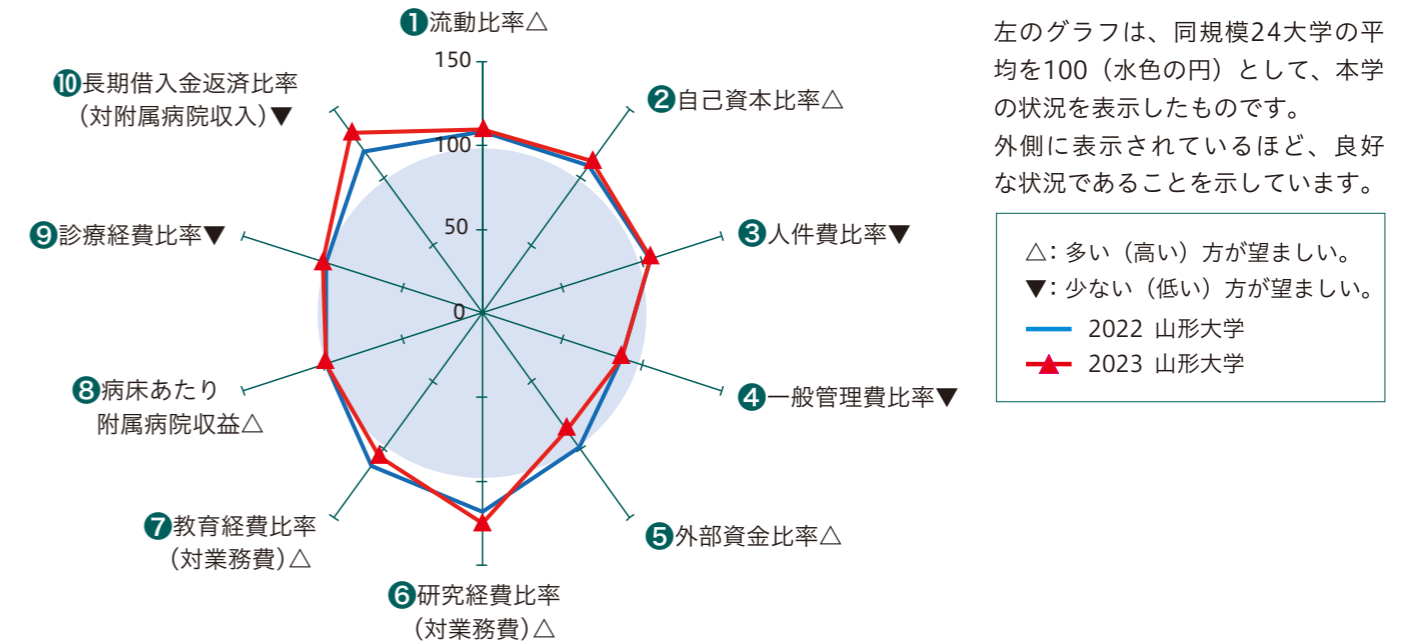 ❶流動比率△
150
100
50
0
❷自己資本比率△
❸人件費比率▼
❹一般管理費比率▼
❺外部資金比率△
❻研究経費比率
（対業務費）△
❼教育経費比率
（対業務費）△
❽病床あたり
附属病院収益△
❾診療経費比率▼
❿長期借入金返済比率
（対附属病院収入）▼
左のグラフは、同規模24大学の平
均を100（水色の円）として、本学
の状況を表示したものです。
外側に表示されているほど、良好
な状況であることを示しています。
△：多い（高い）方が望ましい。
▼：少ない（低い）方が望ましい。
2022 山形大学
2023 山形大学